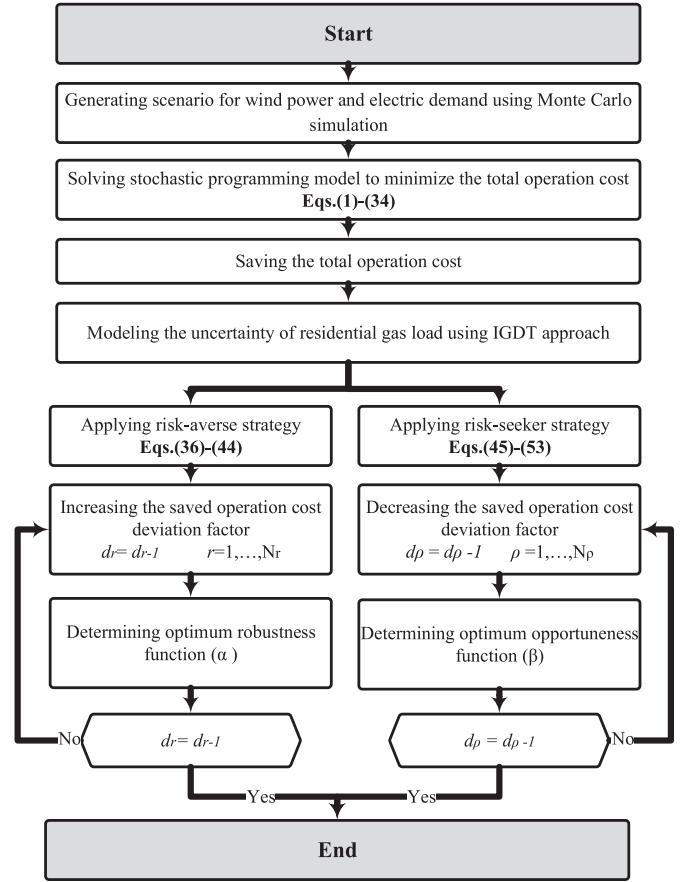 Start
Generating scenario for wind power and electric demand using Monte Carlo
simulation
Solving stochastic programming model to minimize the total operation cost
Eqs.(1)-(34)
Saving the total operation cost
Modeling the uncertainty of residential gas load using IGDT approach
Applying risk-averse strategy
Eqs.(36)-(44)
Increasing the saved operation cost
deviation factor
dr= dr-1 r=1,…,Nr
Determining optimum robustness
function (α )
dr= dr-1
No
Yes
Applying risk-seeker strategy
Eqs.(45)-(53)
Decreasing the saved operation cost
deviation factor
dρ = dρ -1 ρ =1,…,Nρ
Determining optimum opportuneness
function (β)
dρ = dρ -1
No
Yes
End